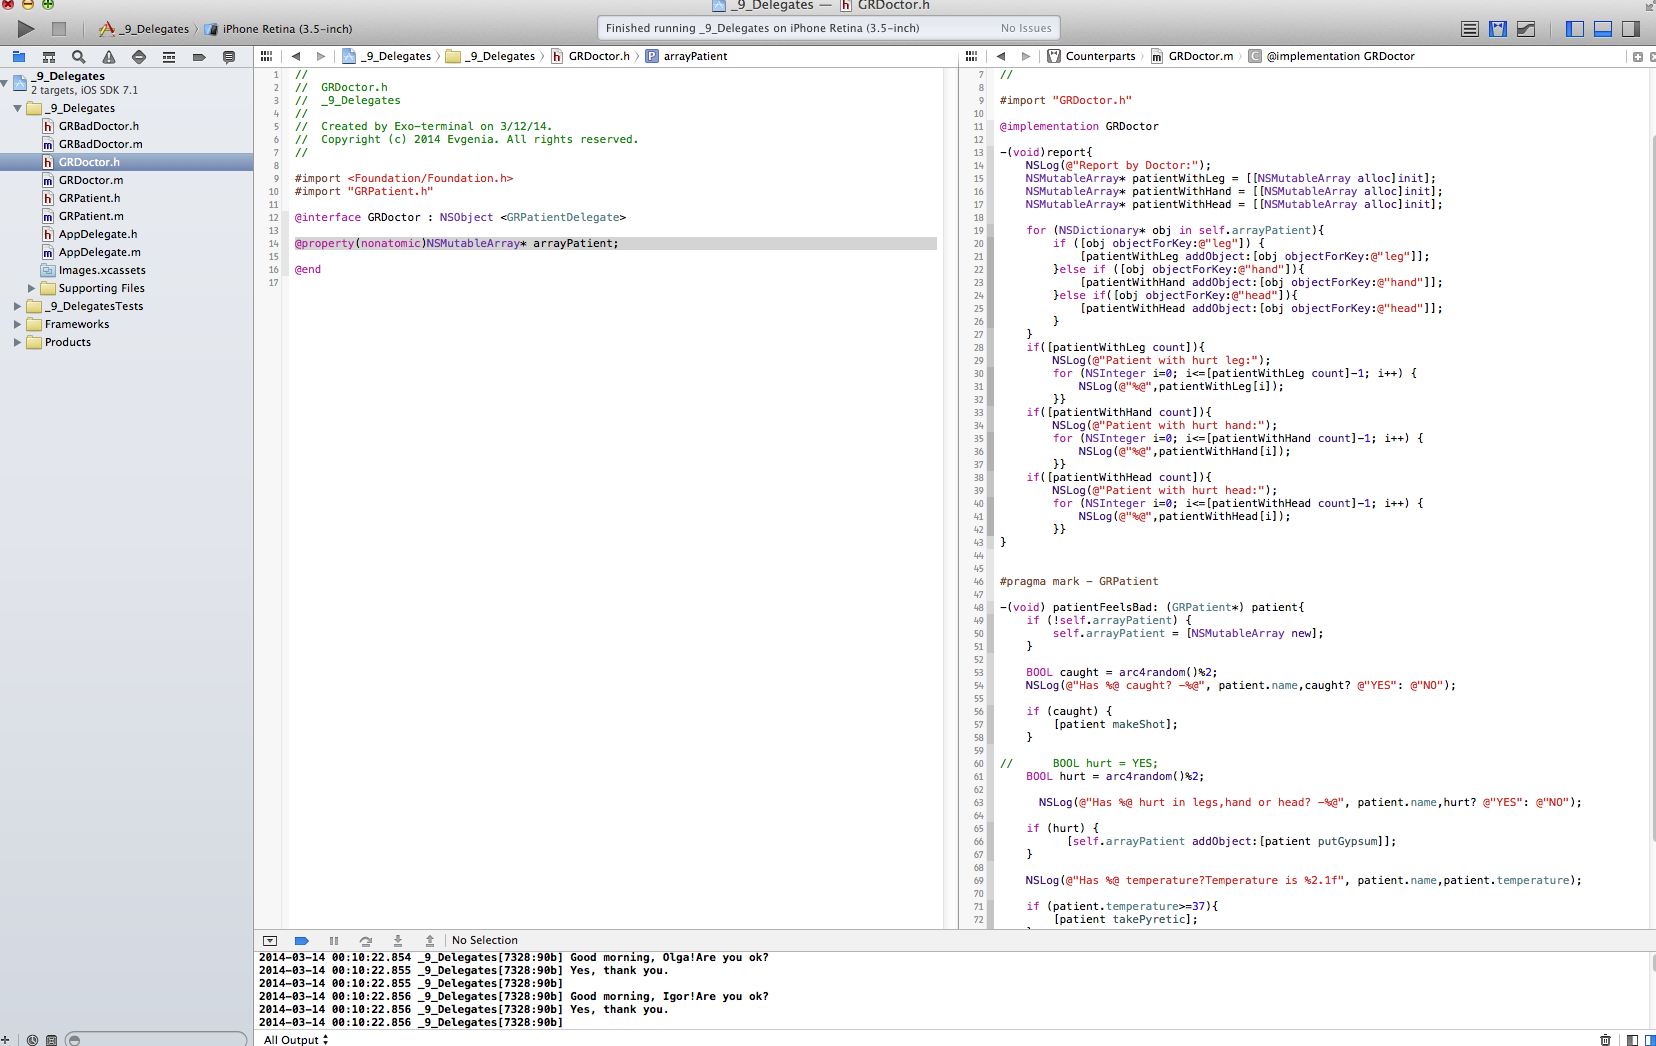 _9_Delegates — GRDoctor.h
_9_Delegates iPhone Retina (3.5-inch)
Finished running _9_Delegates on iPhone Retina (3.5-inch) No Issues
_9_Delegates
2 targets, iOS SDK 7.1
_9_Delegates
GRBadDoctor.h
GRBadDoctor.m
GRDoctor.h
GRDoctor.m
GRPatient.h
GRPatient.m
AppDelegate.h
AppDelegate.m
Images.xcassets
Supporting Files
_9_DelegatesTests
Frameworks
Products
_9_Delegates _9_Delegates GRDoctor.h arrayPatient
1 //
2 //  GRDoctor.h
3 //  _9_Delegates
4 //
5 //  Created by Exo-terminal on 3/12/14.
6 //  Copyright (c) 2014 Evgenia. All rights reserved.
7 //
8
9 #import <Foundation/Foundation.h>
10 #import "GRPatient.h"
11
12 @interface GRDoctor : NSObject <GRPatientDelegate>
13
14 @property(nonatomic)NSMutableArray* arrayPatient;
15
16 @end
17
Counterparts GRDoctor.m @implementation GRDoctor
7 //
8
9 #import "GRDoctor.h"
10
11 @implementation GRDoctor
12
13 -(void)report{
14     NSLog(@"Report by Doctor:");
15     NSMutableArray* patientWithLeg = [[NSMutableArray alloc]init];
16     NSMutableArray* patientWithHand = [[NSMutableArray alloc]init];
17     NSMutableArray* patientWithHead = [[NSMutableArray alloc]init];
18
19     for (NSDictionary* obj in self.arrayPatient){
20         if ([obj objectForKey:@"leg"]) {
21             [patientWithLeg addObject:[obj objectForKey:@"leg"]];
22         }else if ([obj objectForKey:@"hand"]){
23             [patientWithHand addObject:[obj objectForKey:@"hand"]];
24         }else if([obj objectForKey:@"head"]){
25             [patientWithHead addObject:[obj objectForKey:@"head"]];
26         }
27     }
28     if([patientWithLeg count]){
29         NSLog(@"Patient with hurt leg:");
30         for (NSInteger i=0; i<=[patientWithLeg count]-1; i++) {
31             NSLog(@"%@",patientWithLeg[i]);
32         }}
33     if([patientWithHand count]){
34         NSLog(@"Patient with hurt hand:");
35         for (NSInteger i=0; i<=[patientWithHand count]-1; i++) {
36             NSLog(@"%@",patientWithHand[i]);
37         }}
38     if([patientWithHead count]){
39         NSLog(@"Patient with hurt head:");
40         for (NSInteger i=0; i<=[patientWithHead count]-1; i++) {
41             NSLog(@"%@",patientWithHead[i]);
42         }}
43 }
44
45
46 #pragma mark - GRPatient
47
48 -(void) patientFeelsBad: (GRPatient*) patient{
49     if (!self.arrayPatient) {
50         self.arrayPatient = [NSMutableArray new];
51     }
52
53     BOOL caught = arc4random()%2;
54     NSLog(@"Has %@ caught? -%@", patient.name,caught? @"YES": @"NO");
55
56     if (caught) {
57         [patient makeShot];
58     }
59
60 //      BOOL hurt = YES;
61     BOOL hurt = arc4random()%2;
62
63       NSLog(@"Has %@ hurt in legs,hand or head? -%@", patient.name,hurt? @"YES": @"NO");
64
65     if (hurt) {
66           [self.arrayPatient addObject:[patient putGypsum]];
67     }
68
69     NSLog(@"Has %@ temperature?Temperature is %2.1f", patient.name,patient.temperature);
70
71     if (patient.temperature>=37){
72         [patient takePyretic];
No Selection
2014-03-14 00:10:22.854 _9_Delegates[7328:90b] Good morning, Olga!Are you ok?
2014-03-14 00:10:22.855 _9_Delegates[7328:90b] Yes, thank you.
2014-03-14 00:10:22.855 _9_Delegates[7328:90b]
2014-03-14 00:10:22.856 _9_Delegates[7328:90b] Good morning, Igor!Are you ok?
2014-03-14 00:10:22.856 _9_Delegates[7328:90b] Yes, thank you.
2014-03-14 00:10:22.856 _9_Delegates[7328:90b]
All Output